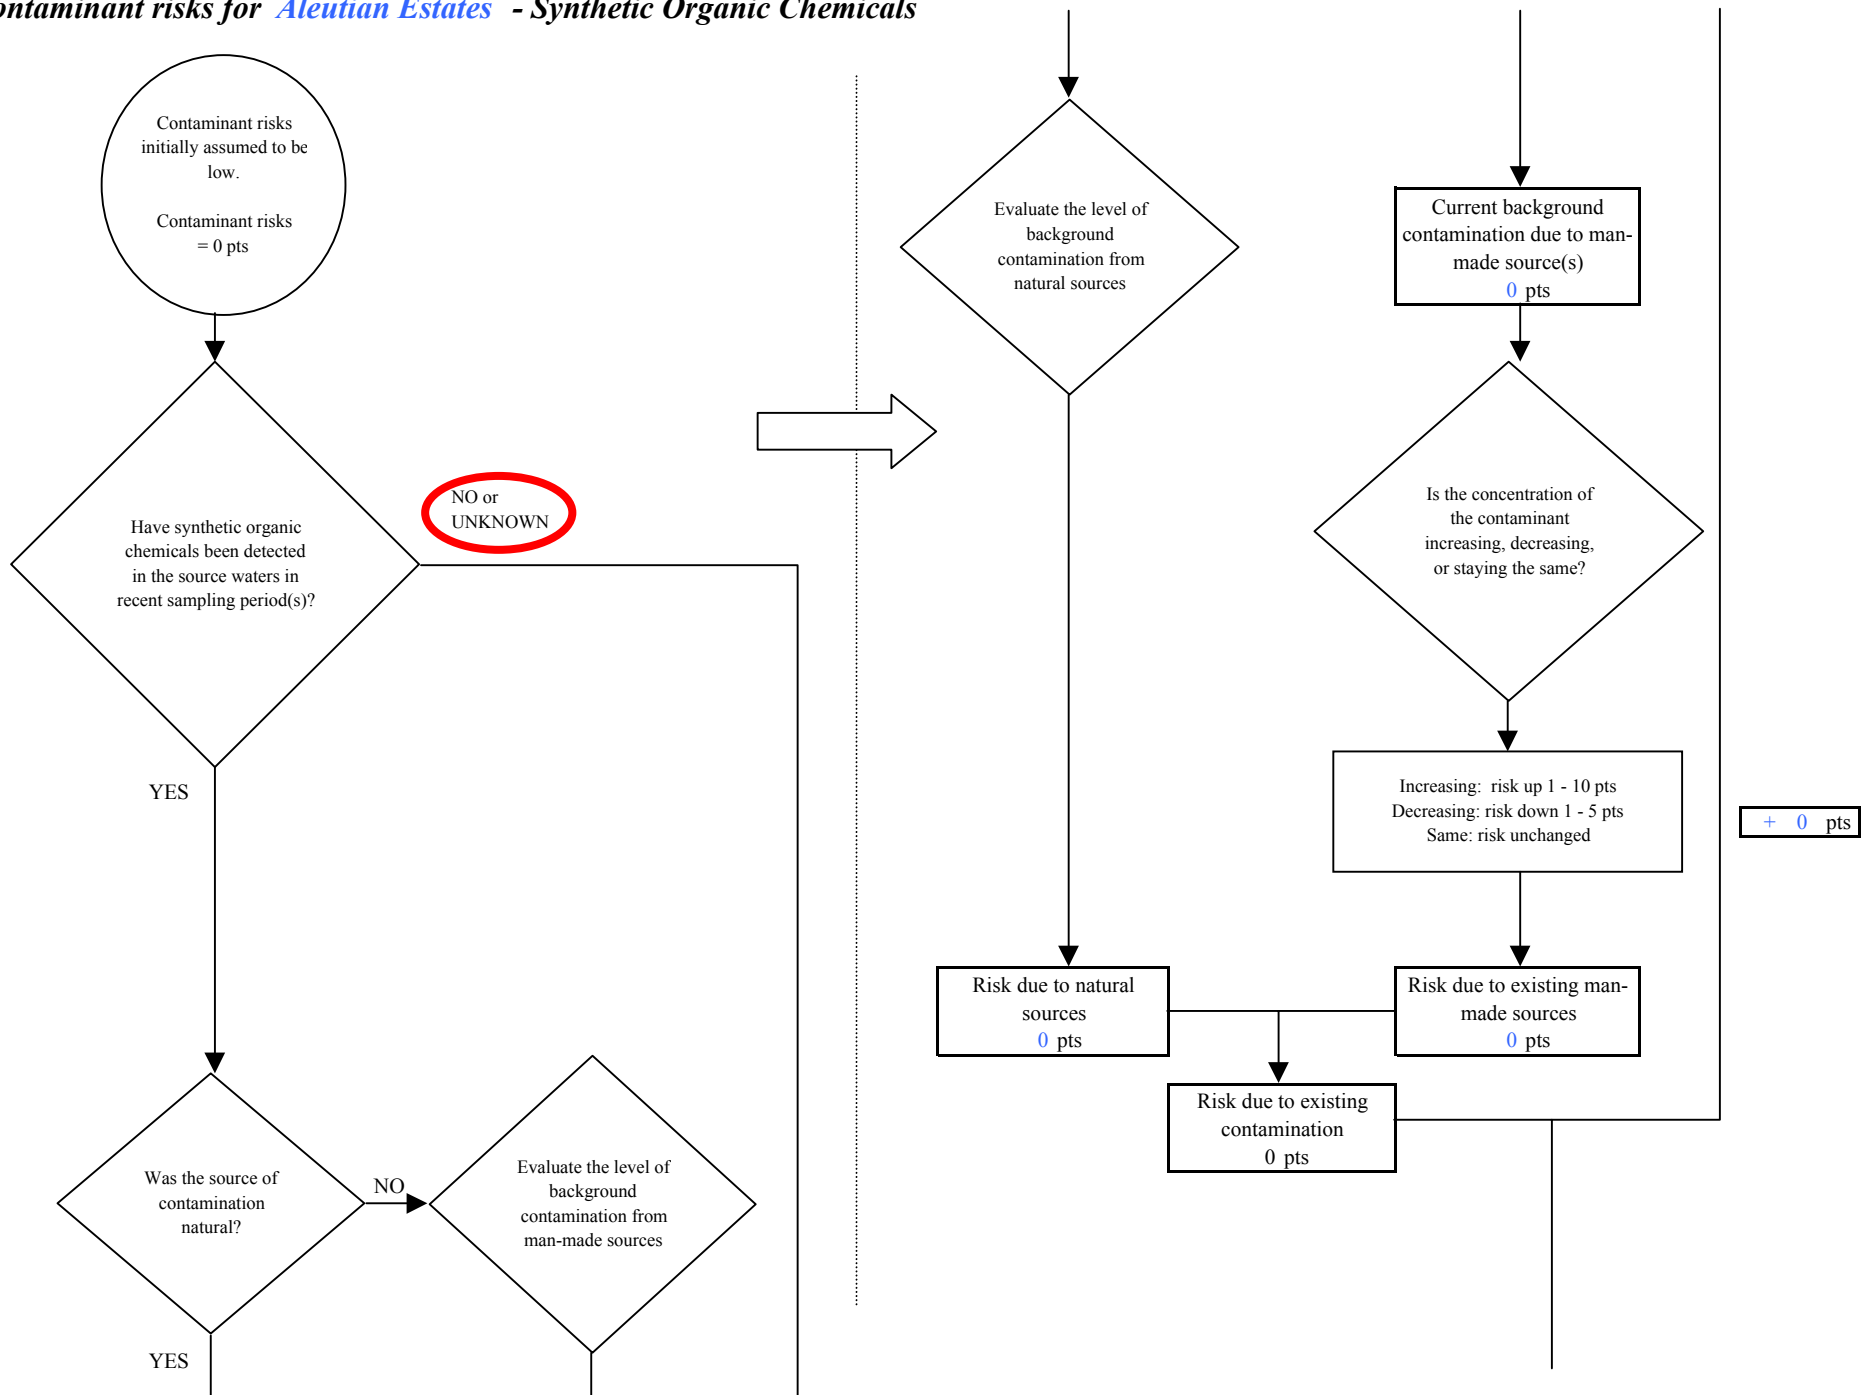 ontaminant risks for Aleutian Estates - Synthetic Organic Chemicals
Contaminant risks
initially assumed to be
low.
Contaminant risks
= 0 pts
Have synthetic organic
chemicals been detected
in the source waters in
recent sampling period(s)?
NO or
UNKNOWN
YES
Was the source of
contamination
natural?
NO
Evaluate the level of
background
contamination from
man-made sources
YES
Evaluate the level of
background
contamination from
natural sources
Current background
contamination due to man-
made source(s)
0 pts
Is the concentration of
the contaminant
increasing, decreasing,
or staying the same?
Increasing: risk up 1 - 10 pts
Decreasing: risk down 1 - 5 pts
Same: risk unchanged
+ 0 pts
Risk due to natural
sources
0 pts
Risk due to existing man-
made sources
0 pts
Risk due to existing
contamination
0 pts